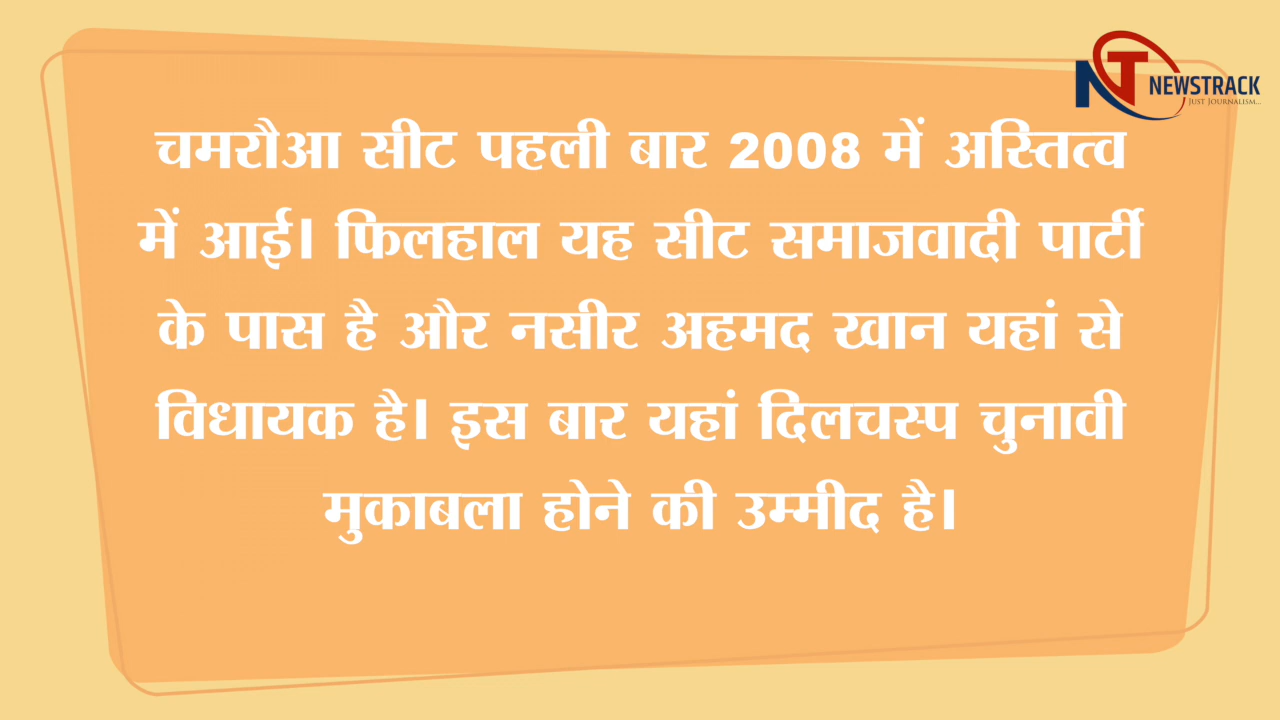 NT NEWSTRACK
JUST JOURNALISM...
चमरौआ सीट पहली बार 2008 में अस्तित्व
में आई। फिलहाल यह सीट समाजवादी पार्टी
के पास है और नसीर अहमद खान यहां से
विधायक है। इस बार यहां दिलचस्प चुनावी
मुकाबला होने की उम्मीद है।